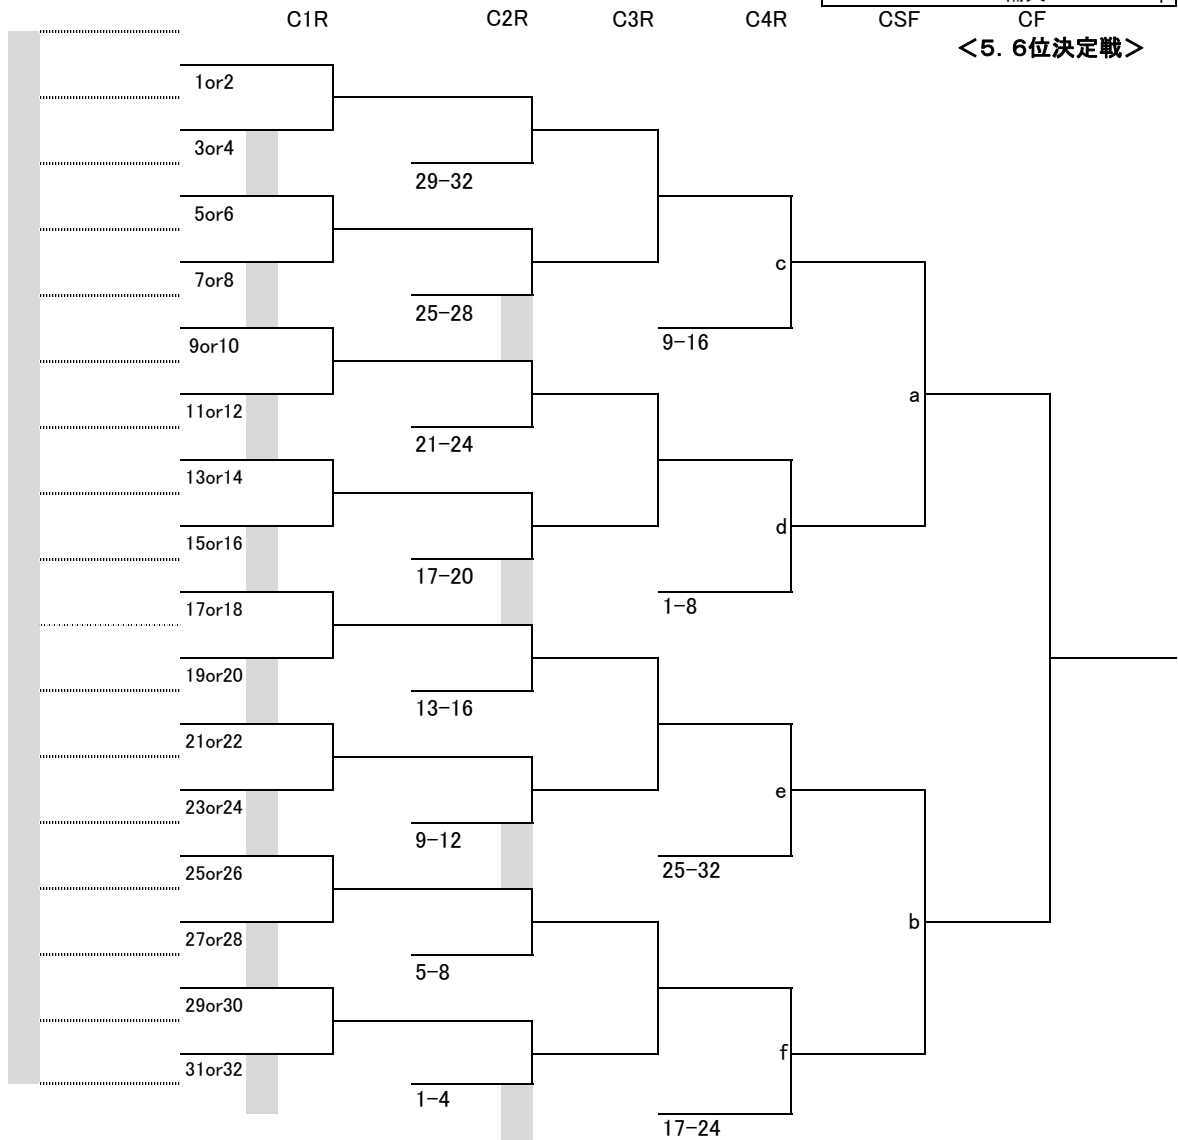 C1R C2R C3R C4R CSF CF
<5．6位決定戦>
1or2
3or4
29-32
5or6
c
7or8
25-28
9-16
9or10
a
11or12
21-24
13or14
d
15or16
17-20
1-8
17or18
19or20
13-16
21or22
e
23or24
9-12
25-32
25or26
b
27or28
5-8
29or30
f
31or32
1-4
17-24